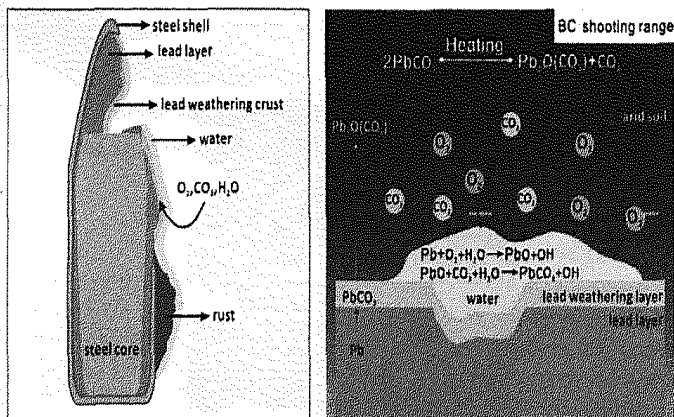 steel shell
lead layer
lead weathering crust
water
O₂,CO₂,H₂O
rust
steel core
BC shooting range
Heating
2PbCO
Pb₂O(CO₃)+CO₂
Pb₂O(CO₃)
arid soil
CO₂
O₂
O₂
O₂
CO₂
CO₂
CO₂
O₂
O₂
Pb+O₂+H₂O→PbO+OH
PbO+CO₂+H₂O→PbCO₃+OH
PbCO₃
water
lead weathering layer
lead layer
Pb